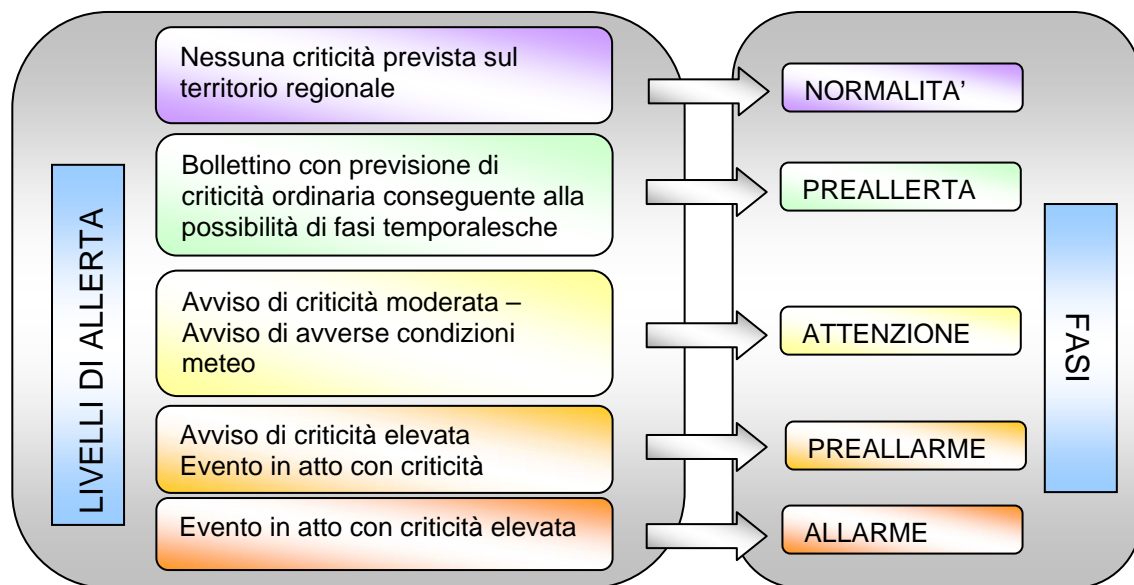 LIVELLI DI ALLERTA
Nessuna criticità prevista sul
territorio regionale
NORMALITA’
Bollettino con previsione di
criticità ordinaria conseguente alla
possibilità di fasi temporalesche
PREALLERTA
Avviso di criticità moderata –
Avviso di avverse condizioni
meteo
ATTENZIONE
Avviso di criticità elevata
Evento in atto con criticità
PREALLARME
Evento in atto con criticità elevata
ALLARME
FASI